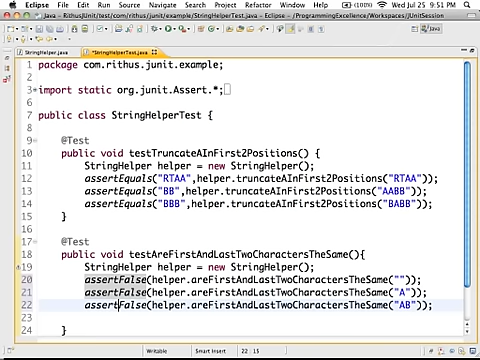 Eclipse File Edit Source Refactor Navigate Search Project Run Window Help (100%) Wed Jul 25 9:51 PM
Java – RithusJUnit/test/com/rithus/junit/example/StringHelperTest.java – Eclipse – /ProgrammingExcellence/Workspaces/JUnitSession
Java
StringHelper.java *StringHelperTest.java
1 package com.rithus.junit.example;
2
3 import static org.junit.Assert.*;
6
7 public class StringHelperTest {
8
9 @Test
10 public void testTruncateAInFirst2Positions() {
11 StringHelper helper = new StringHelper();
12 assertEquals("RTAA",helper.truncateAInFirst2Positions("RTAA"));
13 assertEquals("BB",helper.truncateAInFirst2Positions("AABB"));
14 assertEquals("BBB",helper.truncateAInFirst2Positions("BABB"));
15 }
16
17 @Test
18 public void testAreFirstAndLastTwoCharactersTheSame(){
19 StringHelper helper = new StringHelper();
20 assertFalse(helper.areFirstAndLastTwoCharactersTheSame(""));
21 assertFalse(helper.areFirstAndLastTwoCharactersTheSame("A"));
22 assertFalse(helper.areFirstAndLastTwoCharactersTheSame("AB"));
23
24 }
Writable Smart Insert 22 : 15